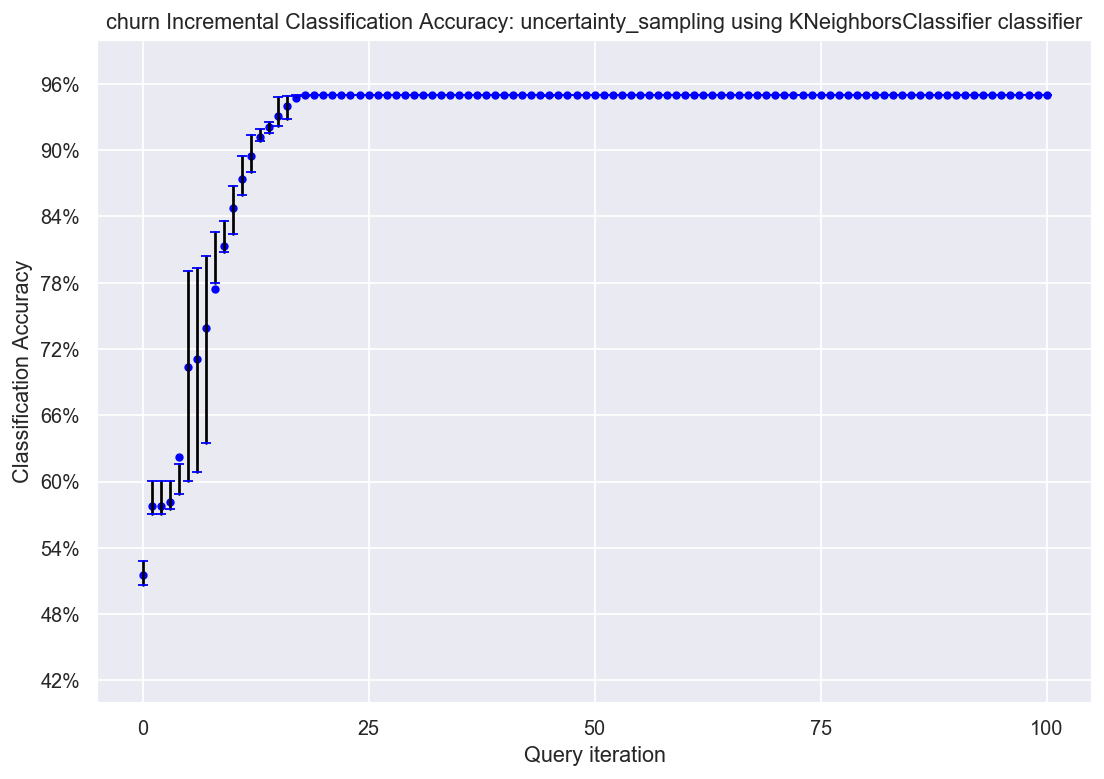 churn Incremental Classification Accuracy: uncertainty_sampling using KNeighborsClassifier classifier
96%
90%
84%
78%
72%
66%
60%
54%
48%
42%
Classification Accuracy
0 25 50 75 100
Query iteration